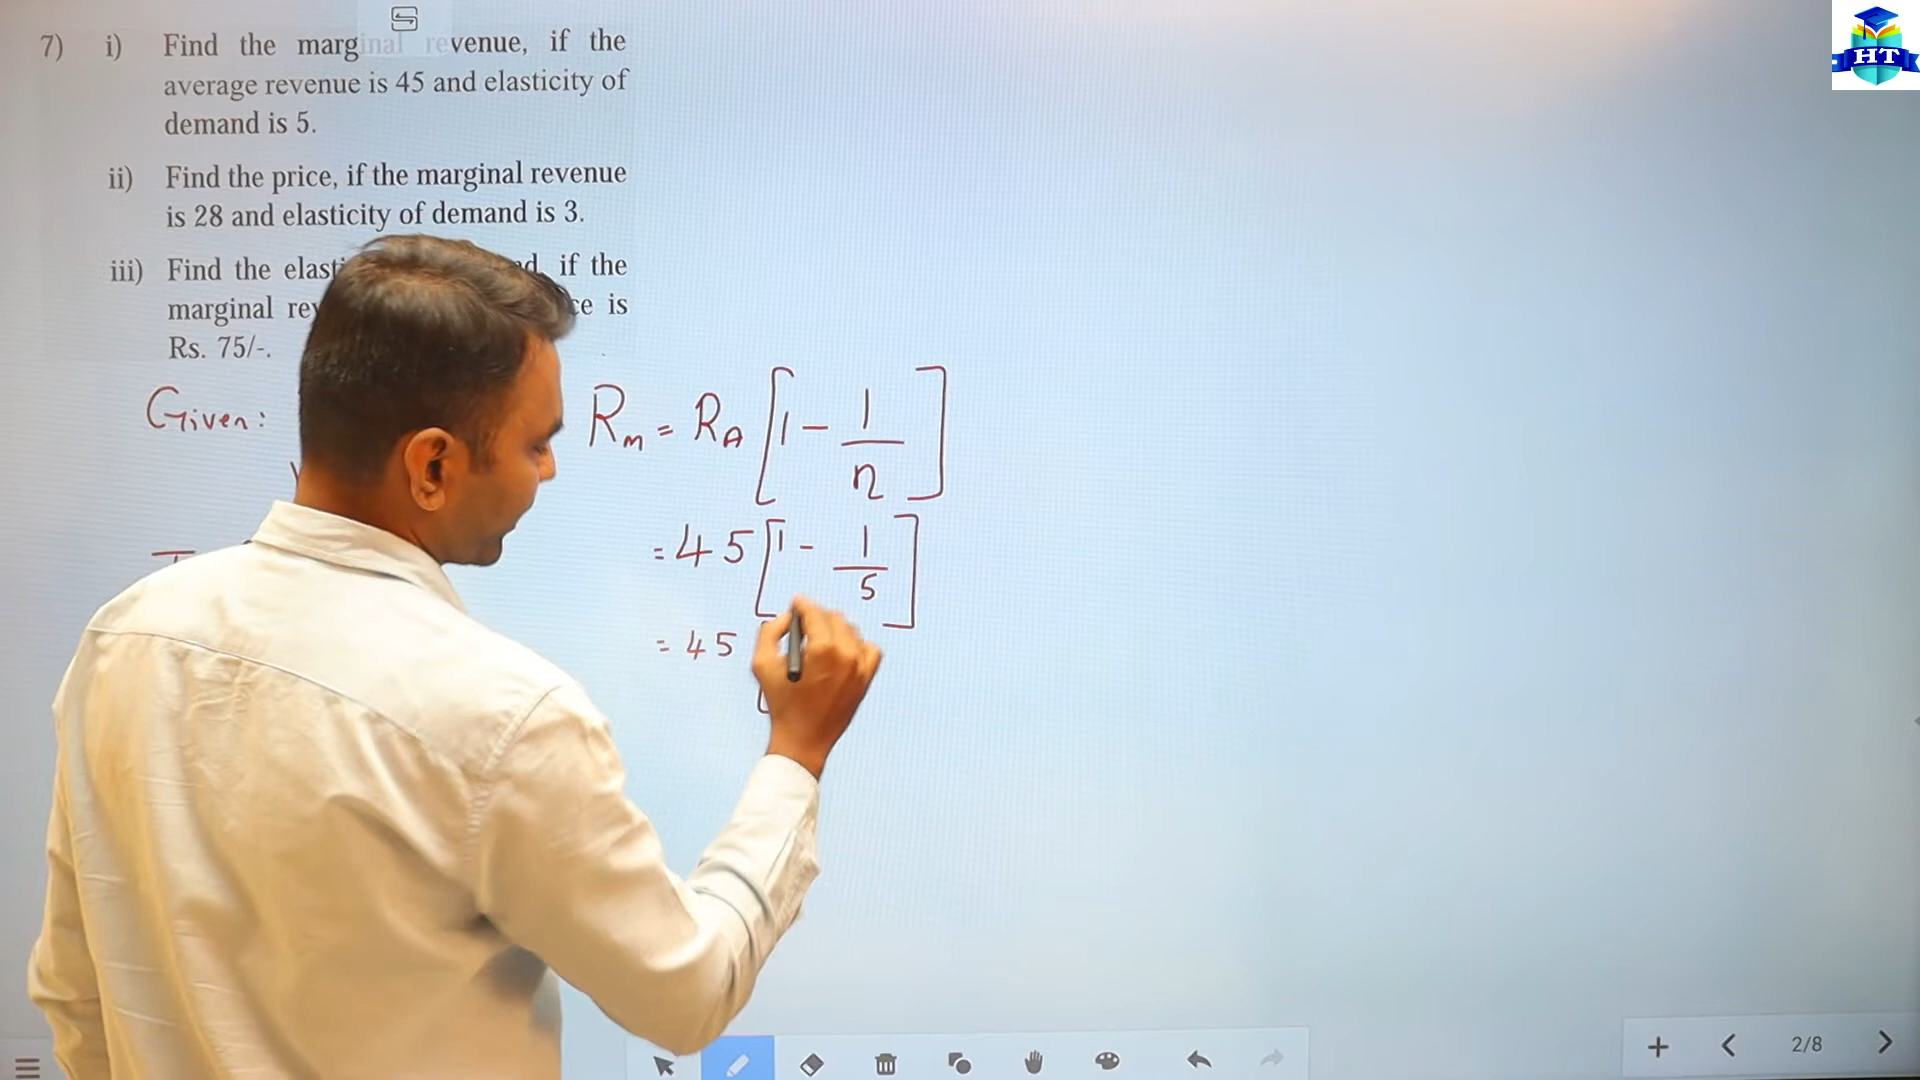 7) i) Find the marginal revenue, if the
average revenue is 45 and elasticity of
demand is 5.
ii) Find the price, if the marginal revenue
is 28 and elasticity of demand is 3.
iii) Find the if the
marginal is
Rs. 75/-.
Given:
Rm = RA [1 - 1/η]
= 45 [1 - 1/5]
= 45 [
HT
2/8